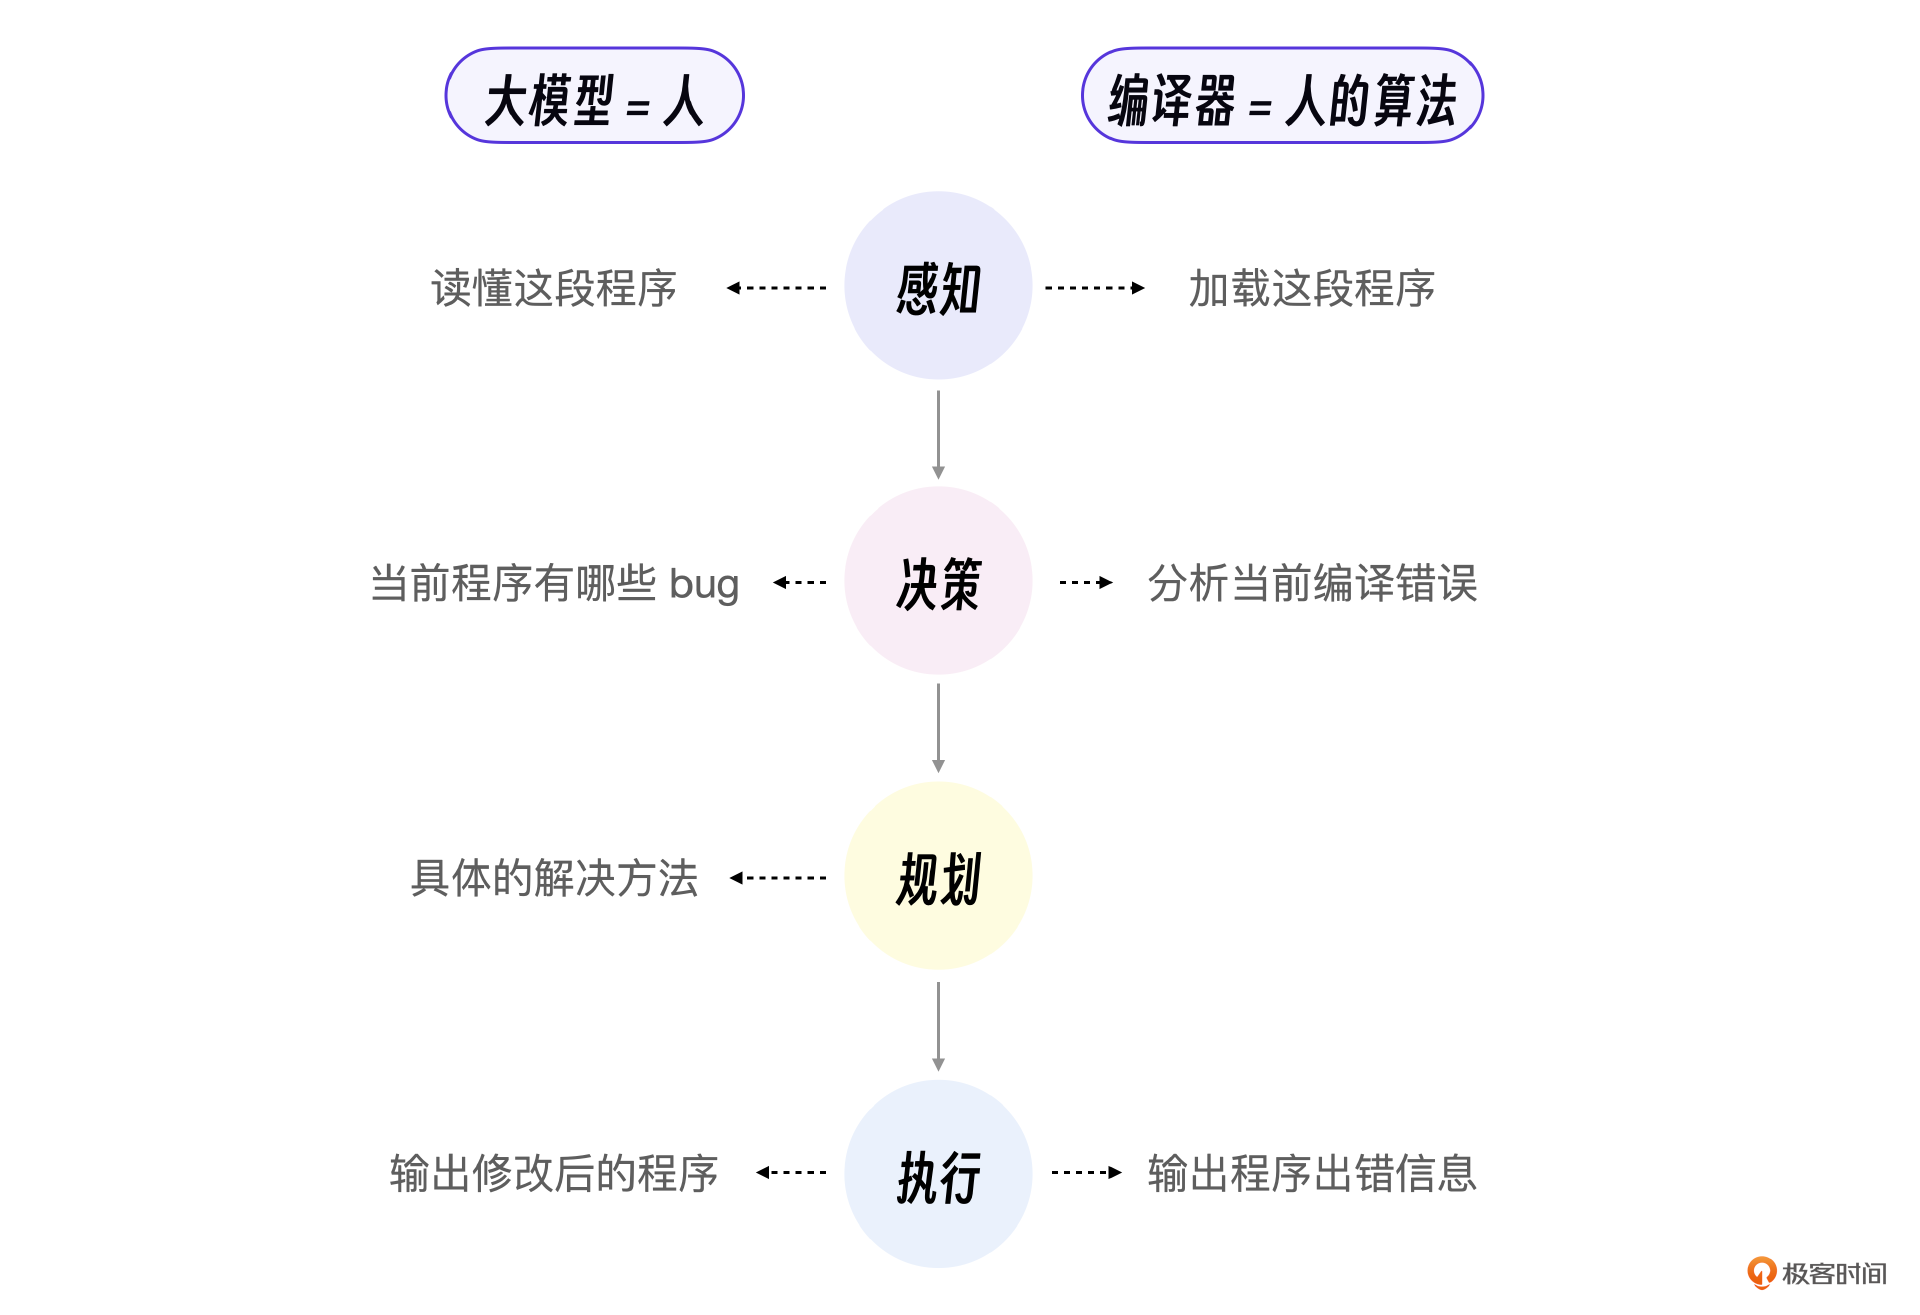 大模型 = 人
编译器 = 人的算法
读懂这段程序
感知
加载这段程序
当前程序有哪些 bug
决策
分析当前编译错误
具体的解决方法
规划
输出修改后的程序
执行
输出程序出错信息
极客时间